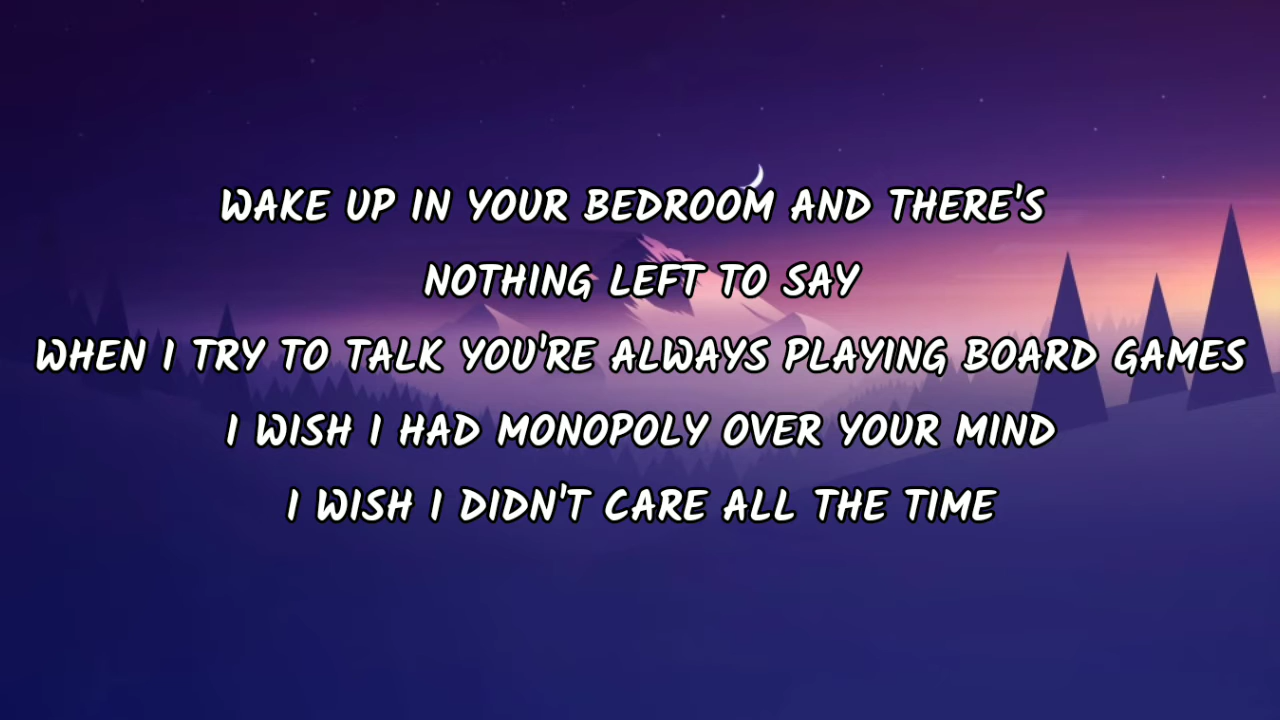 WAKE UP IN YOUR BEDROOM AND THERE'S
NOTHING LEFT TO SAY
WHEN I TRY TO TALK YOU'RE ALWAYS PLAYING BOARD GAMES
I WISH I HAD MONOPOLY OVER YOUR MIND
I WISH I DIDN'T CARE ALL THE TIME